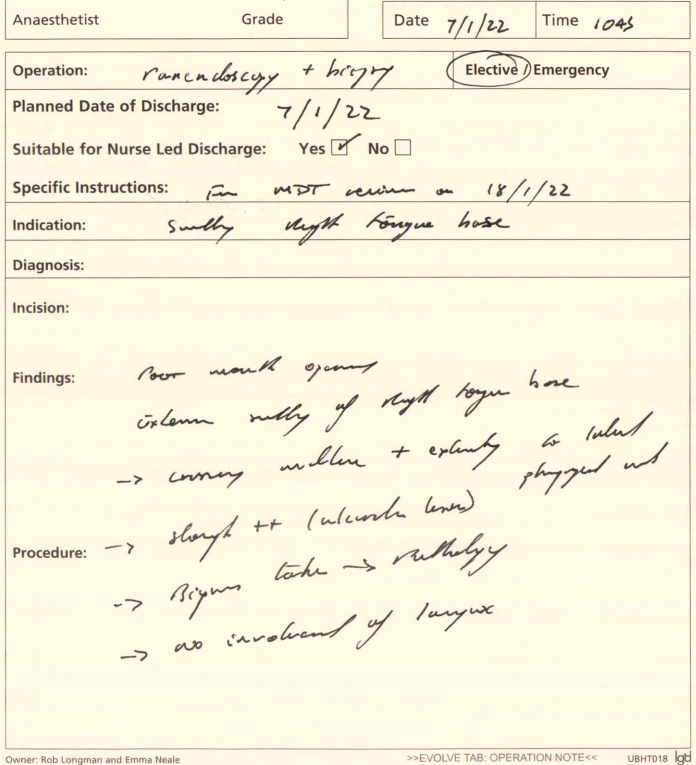 Anaesthetist Grade Date 7/1/22 Time 1045
Operation: Panendoscopy + biopsy Elective / Emergency
Planned Date of Discharge: 7/1/22
Suitable for Nurse Led Discharge: Yes ☑ No ☐
Specific Instructions: For MDT review on 18/1/22
Indication: Swelling right tongue base
Diagnosis:
Incision:
Findings: Poor mouth opening
Extensive swelling of right tongue base
-> crossing midline + extending to lateral
pharyngeal wall
-> slough ++ (ulcerated lesion)
Procedure:
-> Biopsies taken -> Pathology
-> no involvement of larynx
Owner: Rob Longman and Emma Neale >>EVOLVE TAB: OPERATION NOTE<< UBHT018 lgd